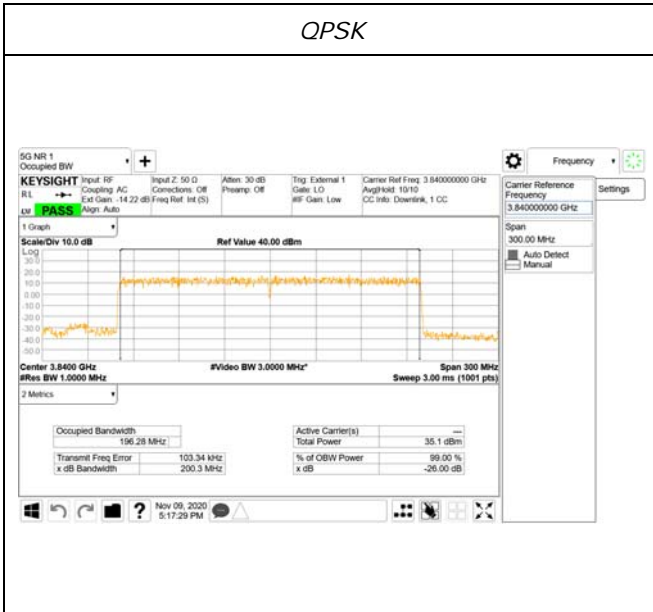 QPSK
5G NR 1
Occupied BW
+
Frequency
KEYSIGHT
RL
LV PASS
Input: RF
Coupling: AC
Ext Gain: -14.22 dB
Align: Auto
Input Z: 50 Ω
Corrections: Off
Freq Ref: Int (S)
Atten: 30 dB
Preamp: Off
Trig: External 1
Gate: LO
#IF Gain: Low
Carrier Ref Freq: 3.840000000 GHz
Avg|Hold: 10/10
CC Info: Downlink, 1 CC
Carrier Reference
Frequency
3.840000000 GHz
Settings
Span
300.00 MHz
Auto Detect
Manual
1 Graph
Scale/Div 10.0 dB
Ref Value 40.00 dBm
Log
30.0
20.0
10.0
0.00
-10.0
-20.0
-30.0
-40.0
-50.0
Center 3.8400 GHz
#Video BW 3.0000 MHz*
Span 300 MHz
#Res BW 1.0000 MHz
Sweep 3.00 ms (1001 pts)
2 Metrics
Occupied Bandwidth
196.28 MHz
Transmit Freq Error 103.34 kHz
x dB Bandwidth 200.3 MHz
Active Carrier(s) ---
Total Power 35.1 dBm
% of OBW Power 99.00 %
x dB -26.00 dB
?
Nov 09, 2020
5:17:29 PM